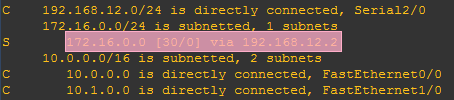 C 192.168.12.0/24 is directly connected, Serial2/0
172.16.0.0/24 is subnetted, 1 subnets
S 172.16.0.0 [30/0] via 192.168.12.2
10.0.0.0/16 is subnetted, 2 subnets
C 10.0.0.0 is directly connected, FastEthernet0/0
C 10.1.0.0 is directly connected, FastEthernet1/0